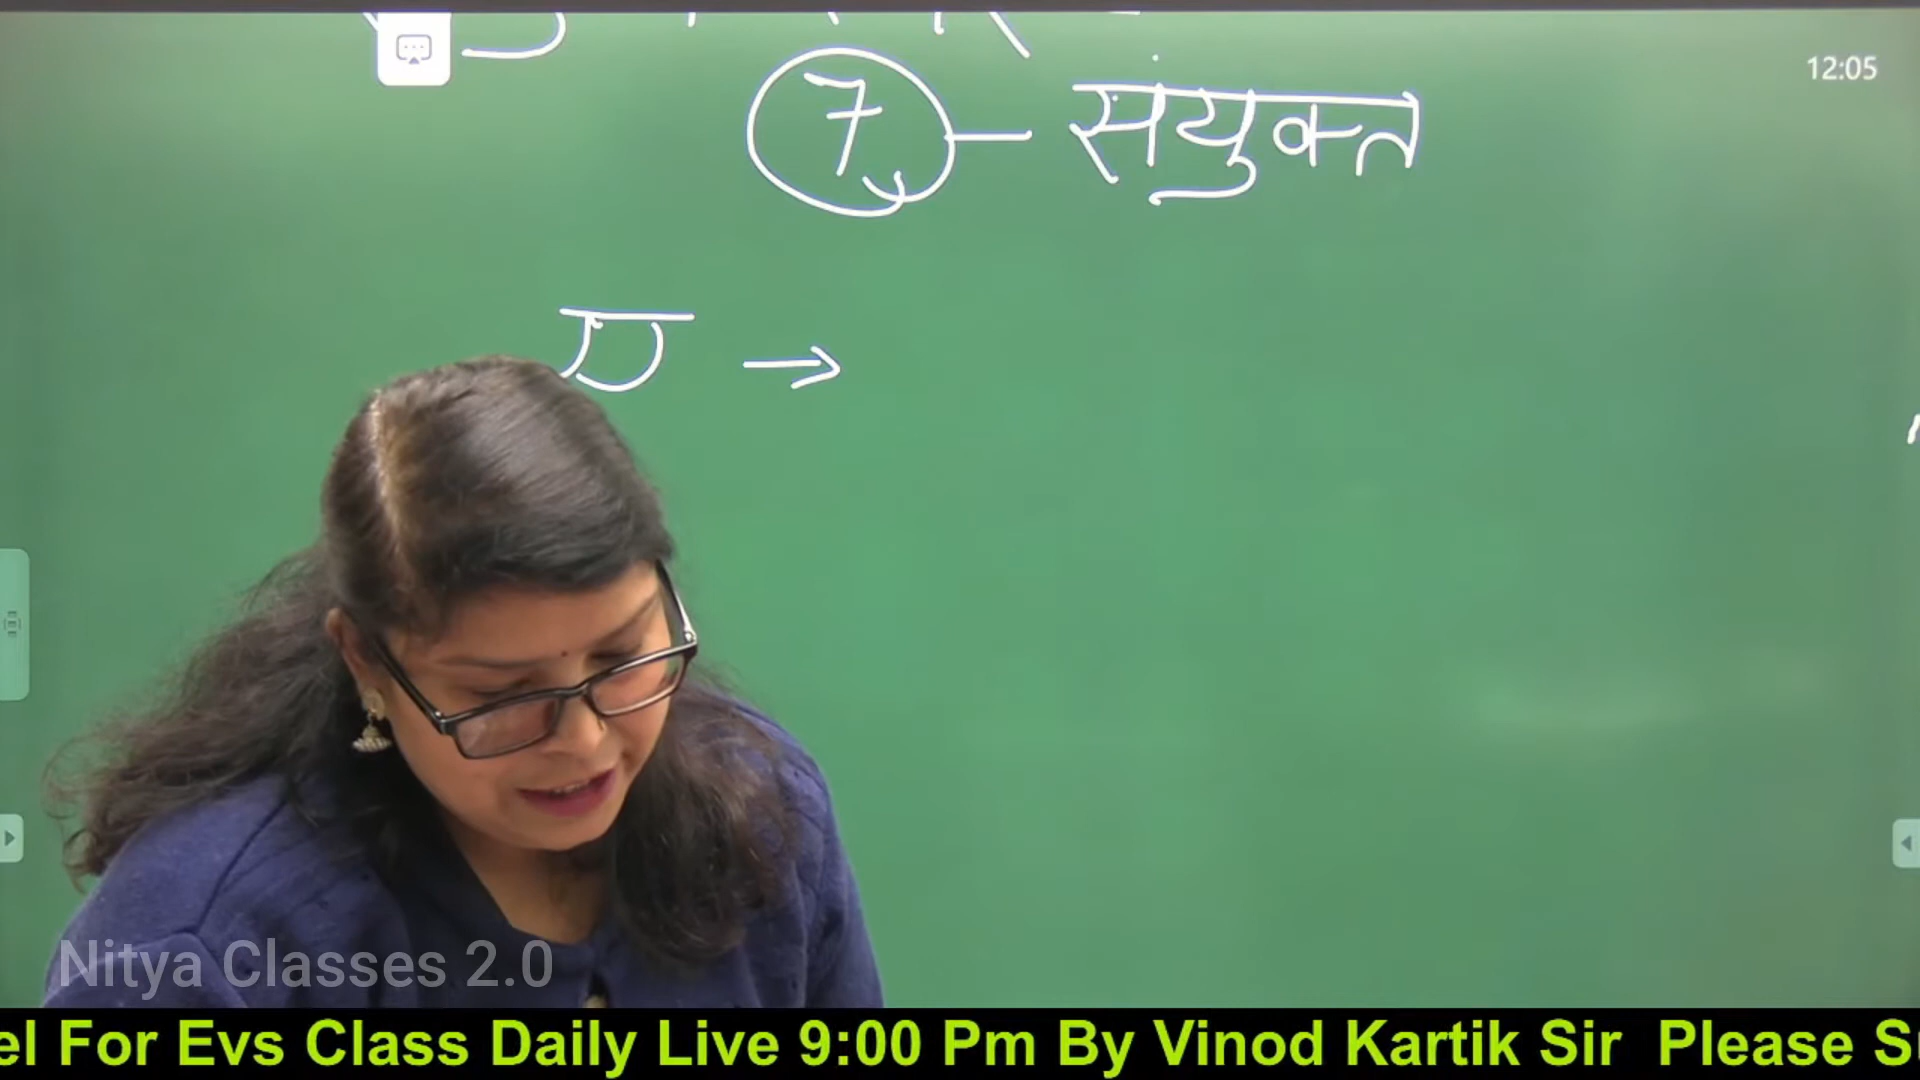 12:05
7 — संयुक्त
ए →
Nitya Classes 2.0
For Evs Class Daily Live 9:00 Pm By Vinod Kartik Sir Please